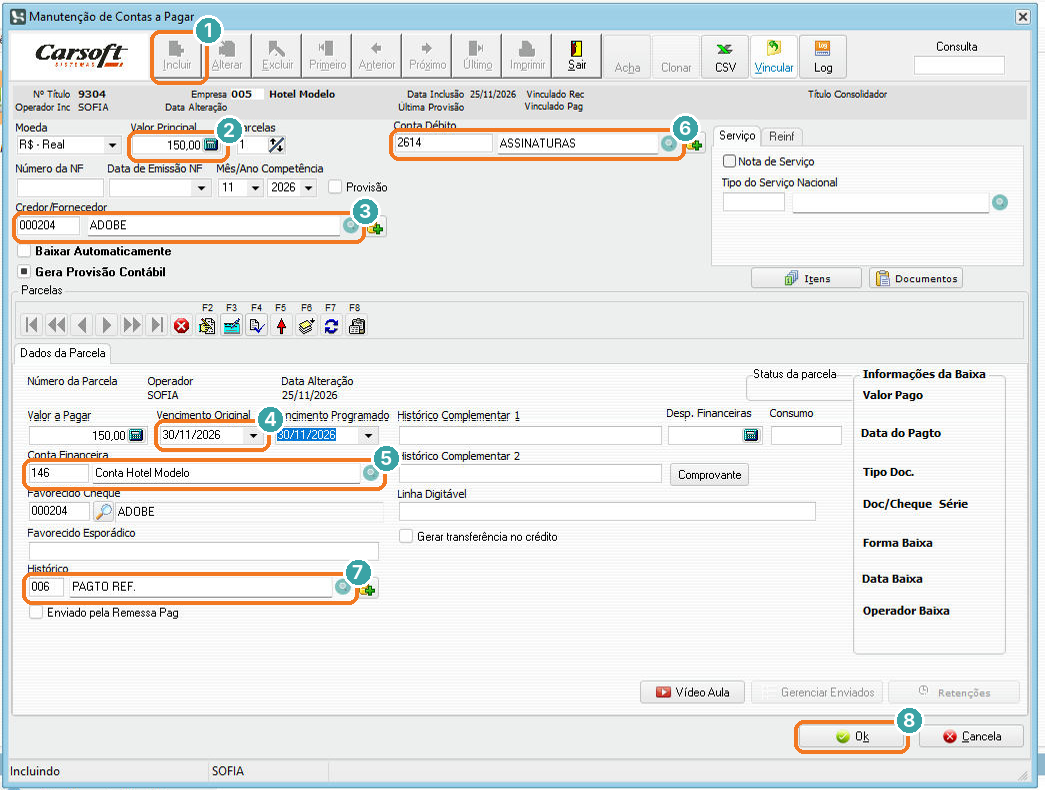 Manutenção de Contas a Pagar
Carsoft
SISTEMAS
1
Incluir
Alterar
Excluir
Primeiro
Anterior
Próximo
Último
Imprimir
Sair
Acha
Clonar
CSV
Vincular
Log
Consulta
Nº Título 9304
Empresa 005 Hotel Modelo
Data Inclusão 25/11/2026 Vinculado Rec
Título Consolidador
Operador Inc SOFIA
Data Alteração
Última Provisão
Vinculado Pag
Moeda
Valor Principal
2
Parcelas
Conta Débito
6
R$ - Real
150,00
1
2614
ASSINATURAS
Serviço
Reinf
Nota de Serviço
Tipo do Serviço Nacional
Número da NF
Data de Emissão NF
Mês/Ano Competência
11
2026
Provisão
Credor/Fornecedor
3
000204
ADOBE
Baixar Automaticamente
Gera Provisão Contábil
Itens
Documentos
Parcelas
F2 F3 F4 F5 F6 F7 F8
Dados da Parcela
Número da Parcela
Operador
Data Alteração
SOFIA
25/11/2026
Status da parcela
Informações da Baixa
Valor Pago
Data do Pagto
Tipo Doc.
Doc/Cheque Série
Forma Baixa
Data Baixa
Operador Baixa
Valor a Pagar
Vencimento Original
4
ncimento Programado
Histórico Complementar 1
Desp. Financeiras
Consumo
150,00
30/11/2026
30/11/2026
Conta Financeira
5
Histórico Complementar 2
146
Conta Hotel Modelo
Comprovante
Favorecido Cheque
Linha Digitável
000204
ADOBE
Favorecido Esporádico
Gerar transferência no crédito
Histórico
7
006
PAGTO REF.
Enviado pela Remessa Pag
Vídeo Aula
Gerenciar Enviados
Retenções
8
Ok
Cancela
Incluindo
SOFIA